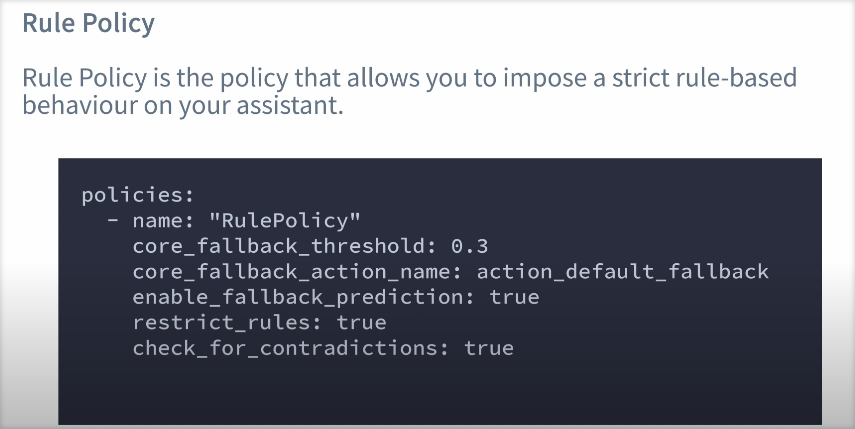 Rule Policy
Rule Policy is the policy that allows you to impose a strict rule-based
behaviour on your assistant.
policies:
  - name: "RulePolicy"
    core_fallback_threshold: 0.3
    core_fallback_action_name: action_default_fallback
    enable_fallback_prediction: true
    restrict_rules: true
    check_for_contradictions: true